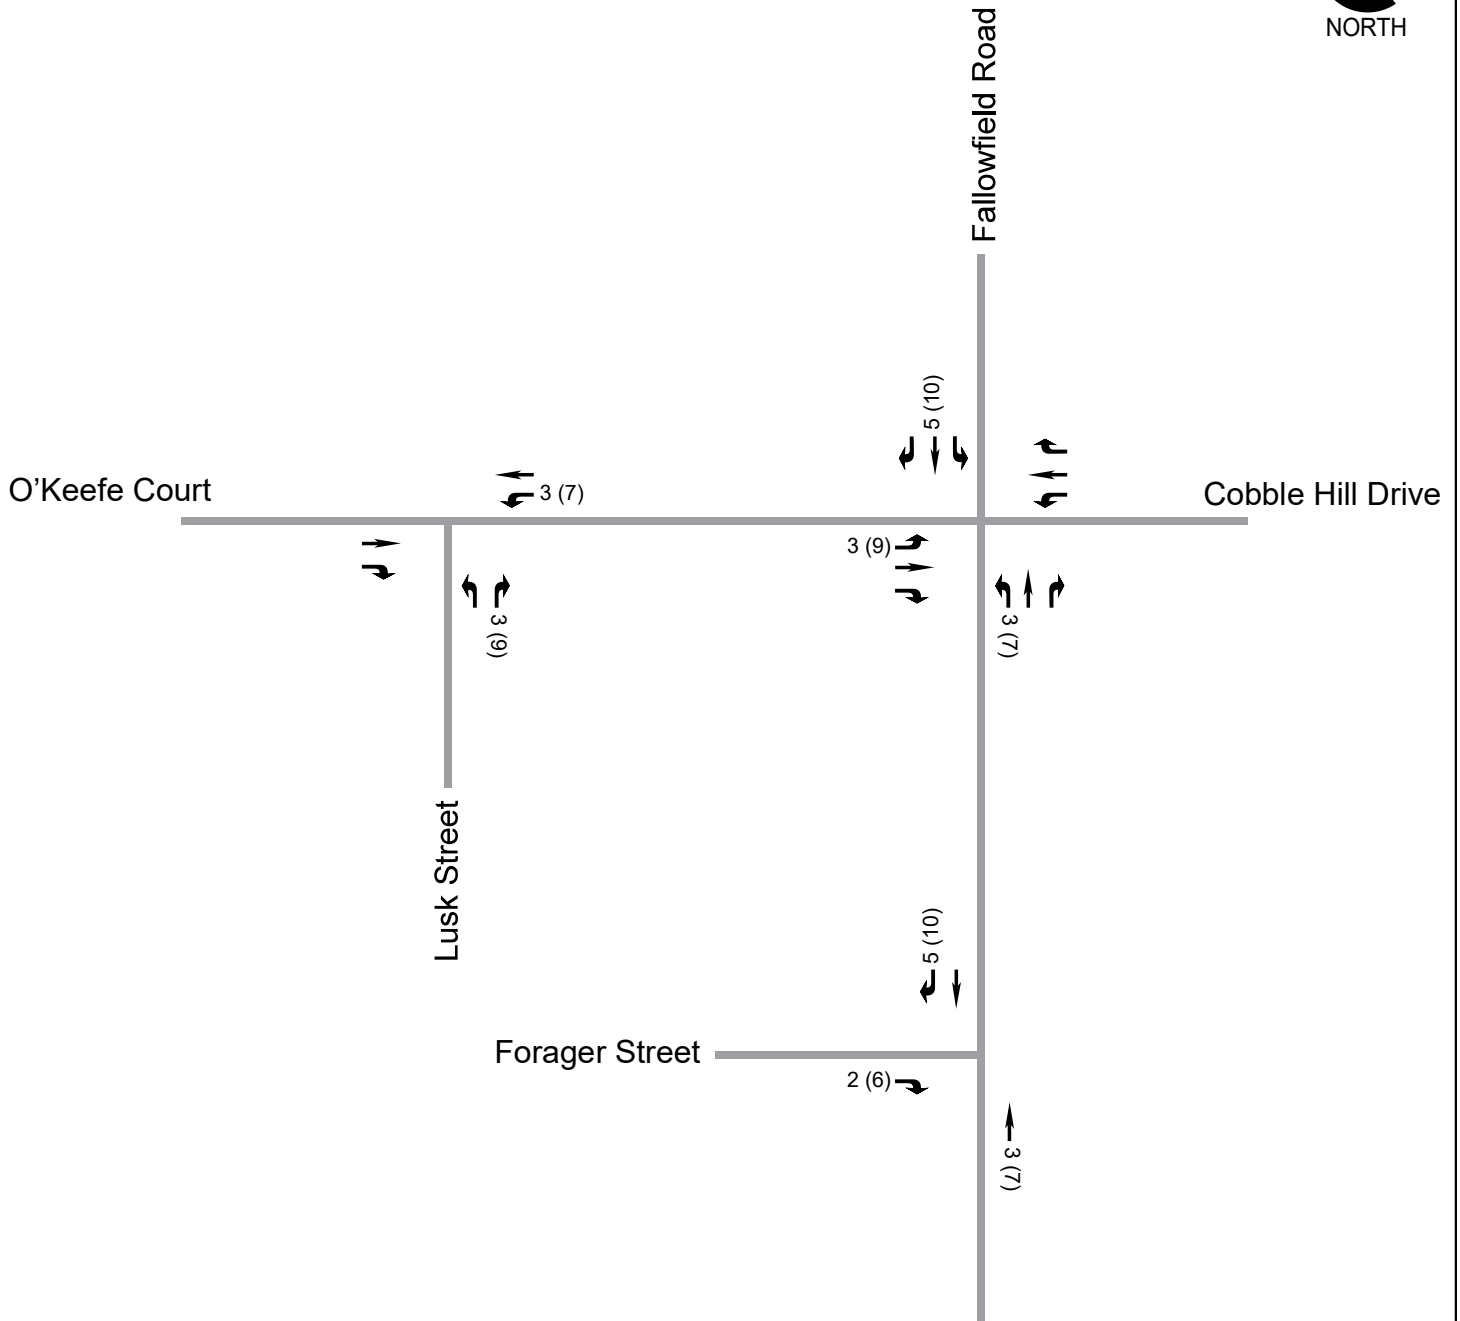 NORTH
Fallowfield Road
5 (10)
O’Keefe Court
3 (7)
Cobble Hill Drive
3 (9)
3 (9)
3 (7)
Lusk Street
5 (10)
Forager Street
2 (6)
3 (7)